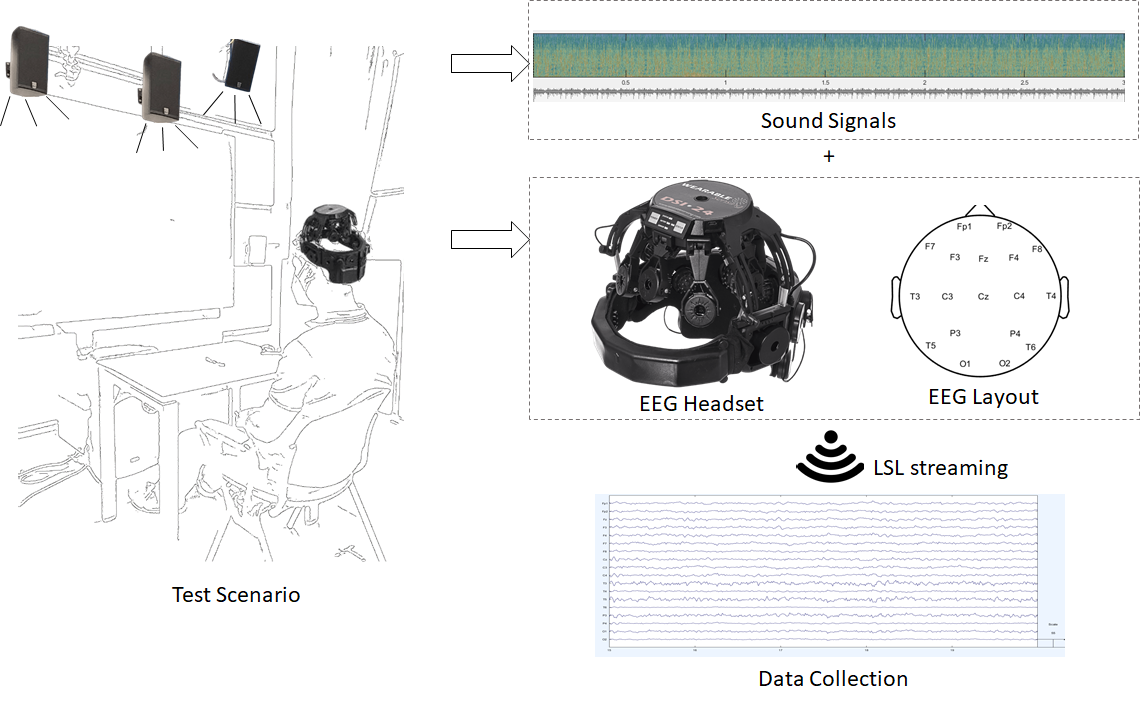 0.5 1 1.5 2 2.5 3
Sound Signals
+
WEARABLE
DSI-24
Fp1 Fp2
F7 F8
F3 Fz F4
T3 C3 Cz C4 T4
P3 P4
T5 T6
O1 O2
EEG Headset
EEG Layout
LSL streaming
Test Scenario
Data Collection